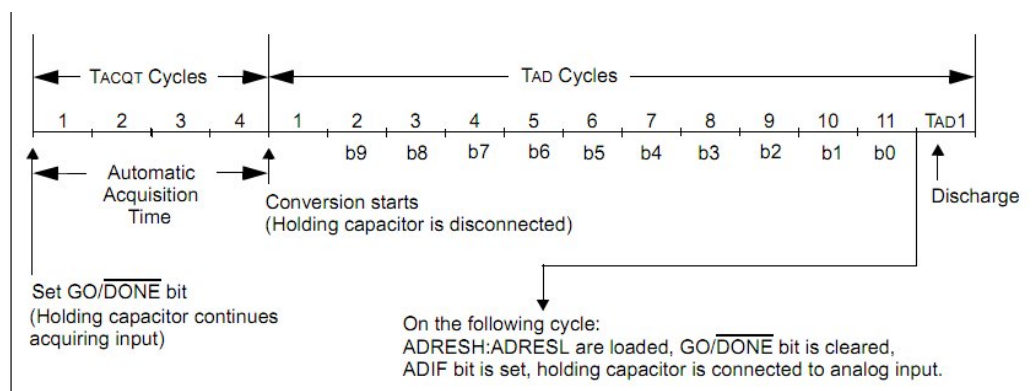 TACQT Cycles
TAD Cycles
1 2 3 4 1 2 3 4 5 6 7 8 9 10 11 TAD1
b9 b8 b7 b6 b5 b4 b3 b2 b1 b0
Automatic
Acquisition
Time
Conversion starts
(Holding capacitor is disconnected)
Discharge
Set GO/DONE bit
(Holding capacitor continues
acquiring input)
On the following cycle:
ADRESH:ADRESL are loaded, GO/DONE bit is cleared,
ADIF bit is set, holding capacitor is connected to analog input.